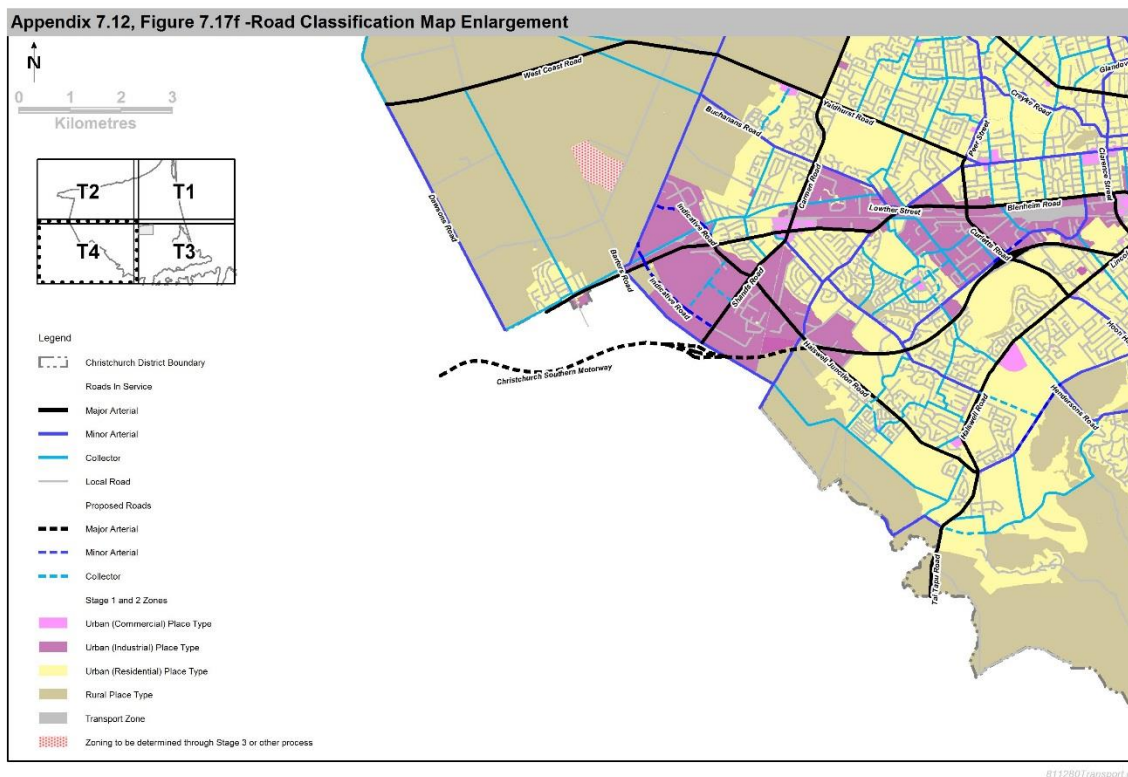 Appendix 7.12, Figure 7.17f -Road Classification Map Enlargement
N
0 1 2 3
Kilometres
T2 T1
T4 T3
Legend
Christchurch District Boundary
Roads In Service
Major Arterial
Minor Arterial
Collector
Local Road
Proposed Roads
Major Arterial
Minor Arterial
Collector
Stage 1 and 2 Zones
Urban (Commercial) Place Type
Urban (Industrial) Place Type
Urban (Residential) Place Type
Rural Place Type
Transport Zone
Zoning to be determined through Stage 3 or other process
West Coast Road
Buchanans Road
Yaldhurst Road
Creyke Road
Glandov
Peer Street
Clarence Street
Carmen Road
Dawsons Road
Indicative Road
Lowther Street
Blenheim Road
Curletts Road
Lincol
Barters Road
Indicative Road
Shands Road
Hoon H
Christchurch Southern Motorway
Halswell Junction Road
Halswell Road
Hendersons Road
Tai Tapu Road
811280Transport